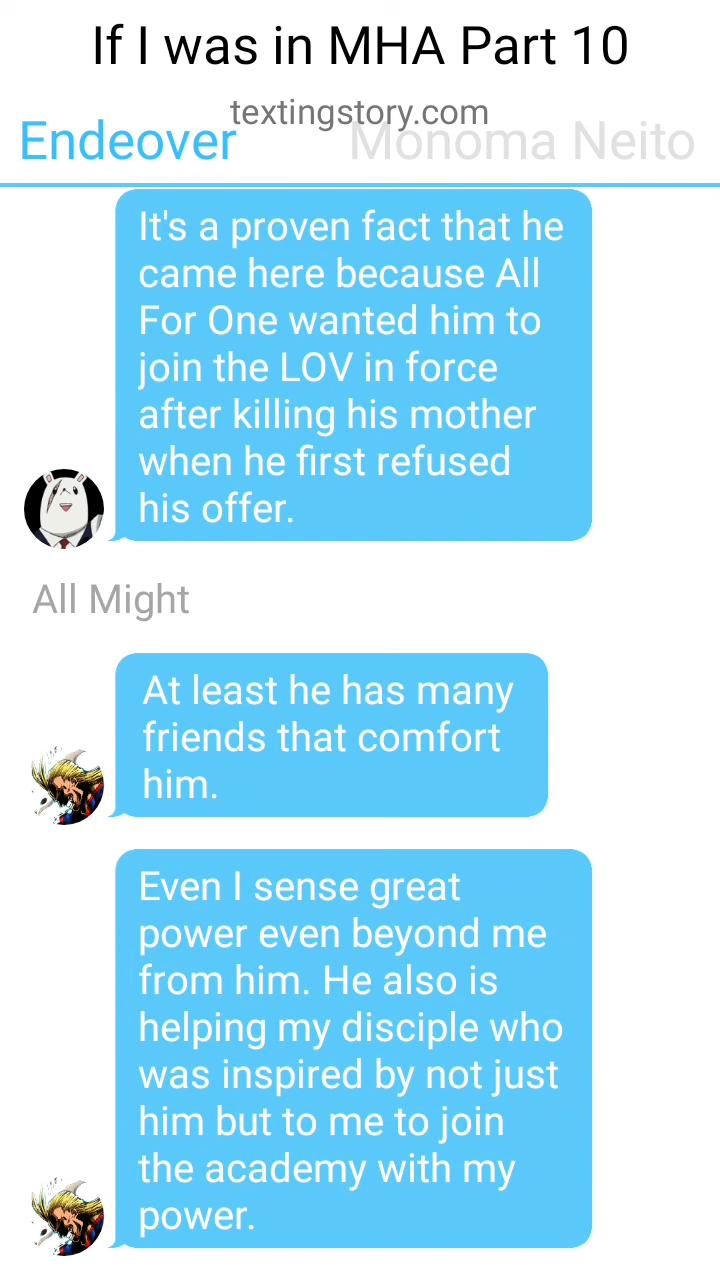 If I was in MHA Part 10
textingstory.com
Endeover Monoma Neito
It's a proven fact that he
came here because All
For One wanted him to
join the LOV in force
after killing his mother
when he first refused
his offer.
All Might
At least he has many
friends that comfort
him.
Even I sense great
power even beyond me
from him. He also is
helping my disciple who
was inspired by not just
him but to me to join
the academy with my
power.